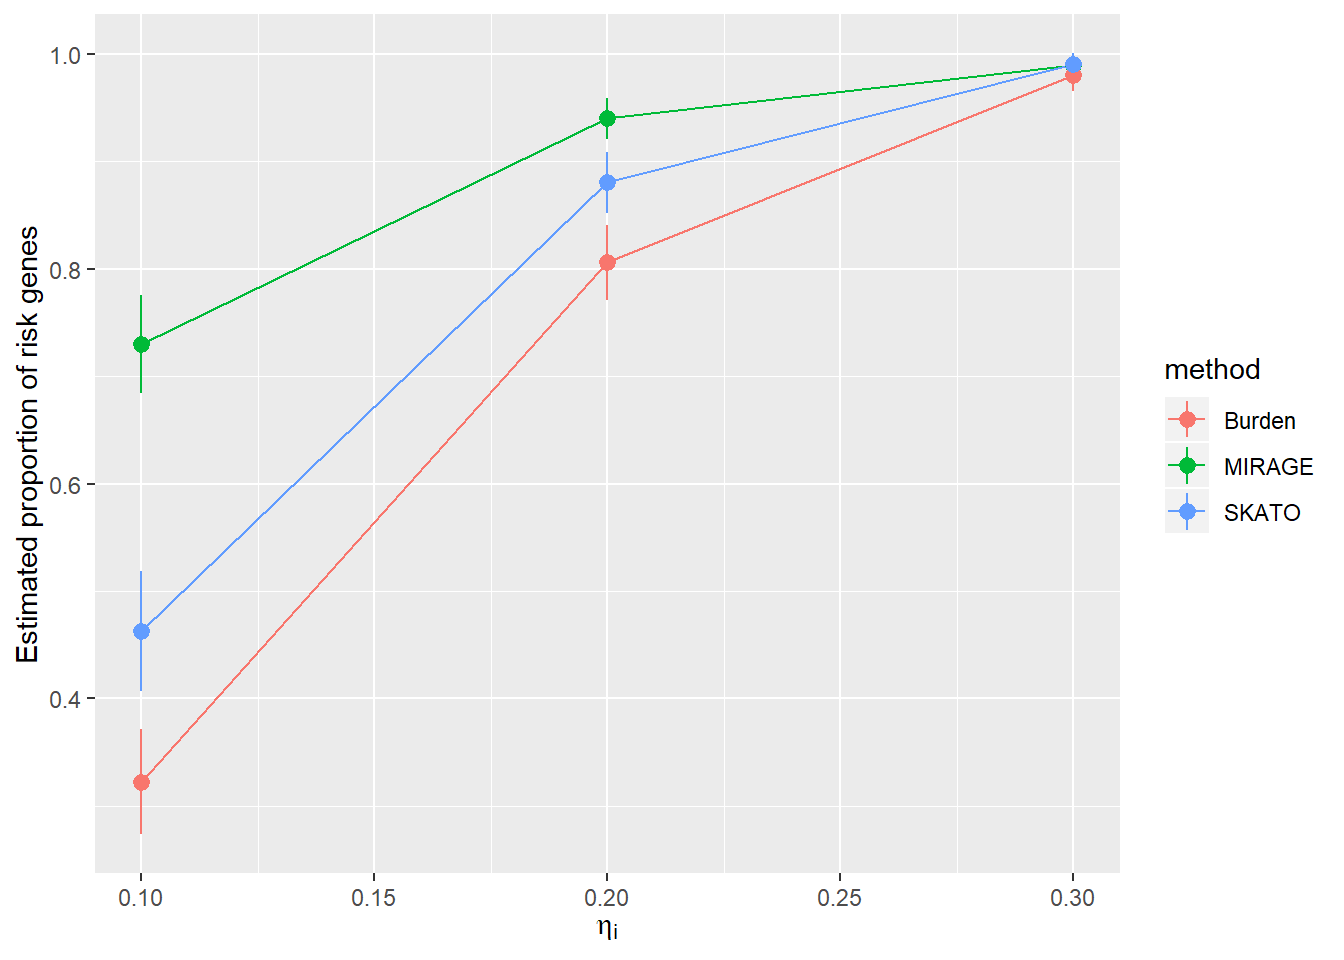 Estimated proportion of risk genes
1.0
0.8
0.6
0.4
0.10 0.15 0.20 0.25 0.30
ηi
method
Burden
MIRAGE
SKATO